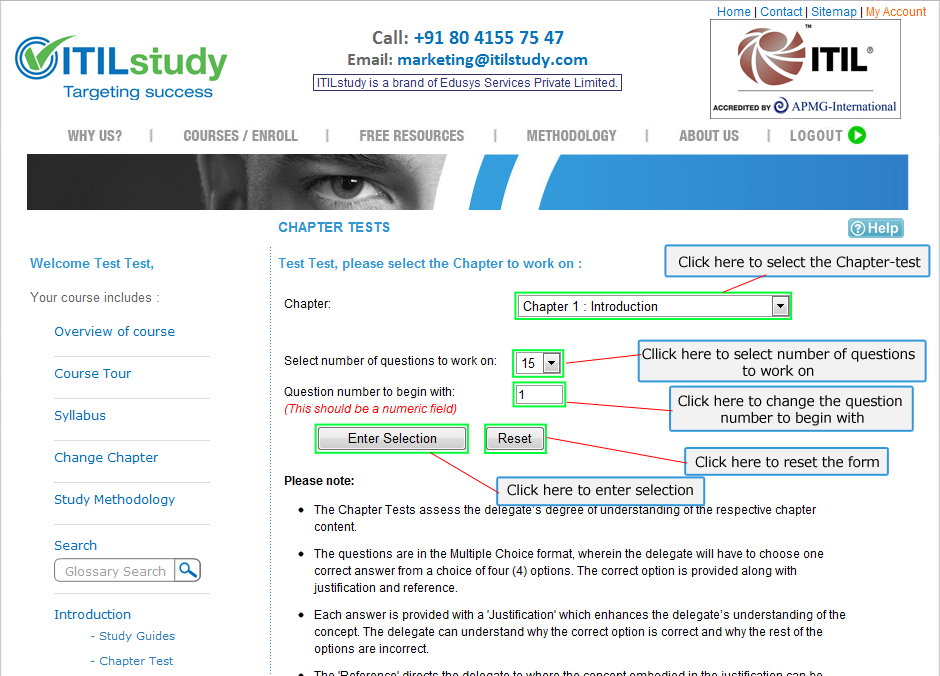 Home | Contact | Sitemap | My Account
ITILstudy
Targeting success
Call: +91 80 4155 75 47
Email: marketing@itilstudy.com
ITILstudy is a brand of Edusys Services Private Limited.
ITIL®
™
ACCREDITED BY APMG-International
WHY US? | COURSES / ENROLL | FREE RESOURCES | METHODOLOGY | ABOUT US | LOGOUT
CHAPTER TESTS
? Help
Welcome Test Test,
Your course includes :
Overview of course
Course Tour
Syllabus
Change Chapter
Study Methodology
Search
Glossary Search
Introduction
- Study Guides
- Chapter Test
Test Test, please select the Chapter to work on :
Click here to select the Chapter-test
Chapter:
Chapter 1 : Introduction
Select number of questions to work on:
15
Cllick here to select number of questions
to work on
Question number to begin with:
(This should be a numeric field)
1
Click here to change the question
number to begin with
Enter Selection
Reset
Click here to reset the form
Click here to enter selection
Please note:
• The Chapter Tests assess the delegate's degree of understanding of the respective chapter
content.
• The questions are in the Multiple Choice format, wherein the delegate will have to choose one
correct answer from a choice of four (4) options. The correct option is provided along with
justification and reference.
• Each answer is provided with a 'Justification' which enhances the delegate's understanding of the
concept. The delegate can understand why the correct option is correct and why the rest of the
options are incorrect.
• The 'Reference' directs the delegate to where the concept embodied in the justification can be